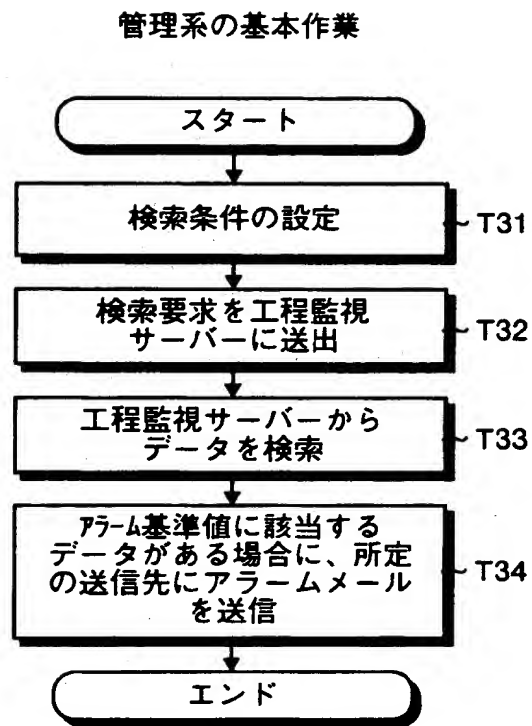 管理系の基本作業
スタート
検索条件の設定
T31
検索要求を工程監視
サーバーに送出
T32
工程監視サーバーから
データを検索
T33
ｱﾗｰﾑ基準値に該当する
データがある場合に、所定
の送信先にアラームメール
を送信
T34
エンド